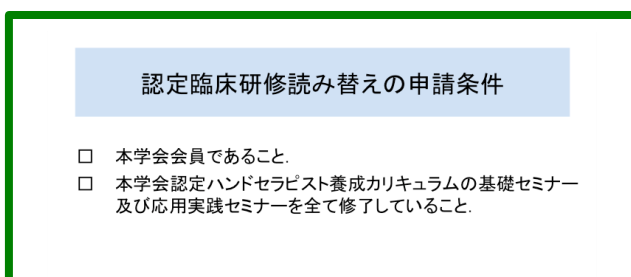 認定臨床研修読み替えの申請条件
□ 本学会会員であること.
□ 本学会認定ハンドセラピスト養成カリキュラムの基礎セミナー
及び応用実践セミナーを全て修了していること.